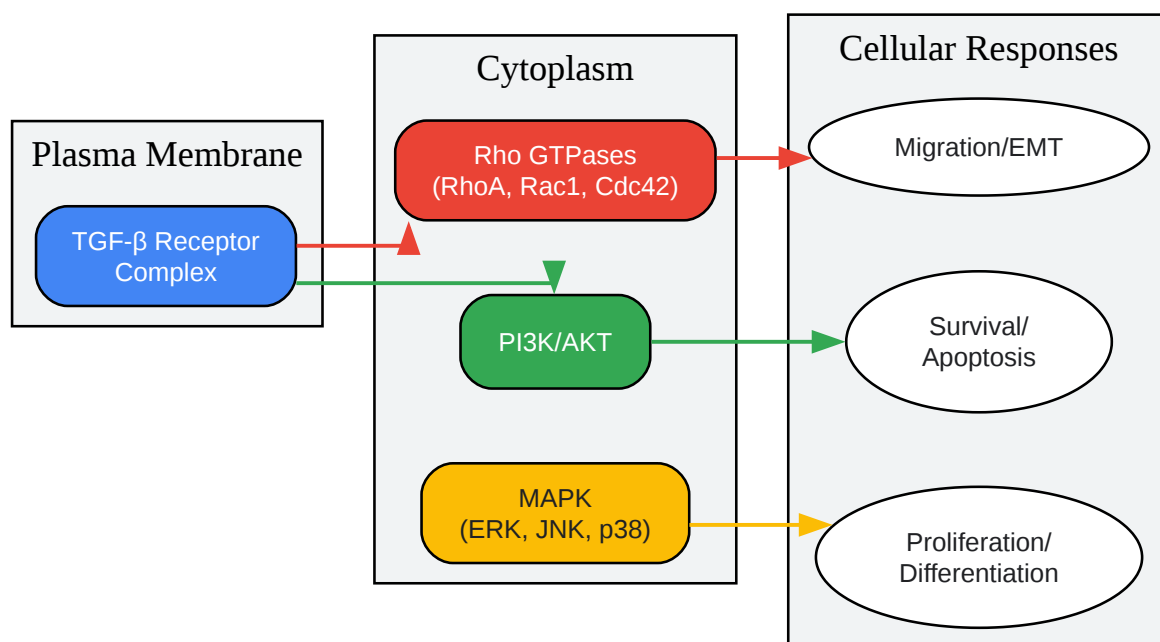 Plasma Membrane
TGF-β Receptor
Complex
Cytoplasm
Rho GTPases
(RhoA, Rac1, Cdc42)
PI3K/AKT
MAPK
(ERK, JNK, p38)
Cellular Responses
Migration/EMT
Survival/
Apoptosis
Proliferation/
Differentiation